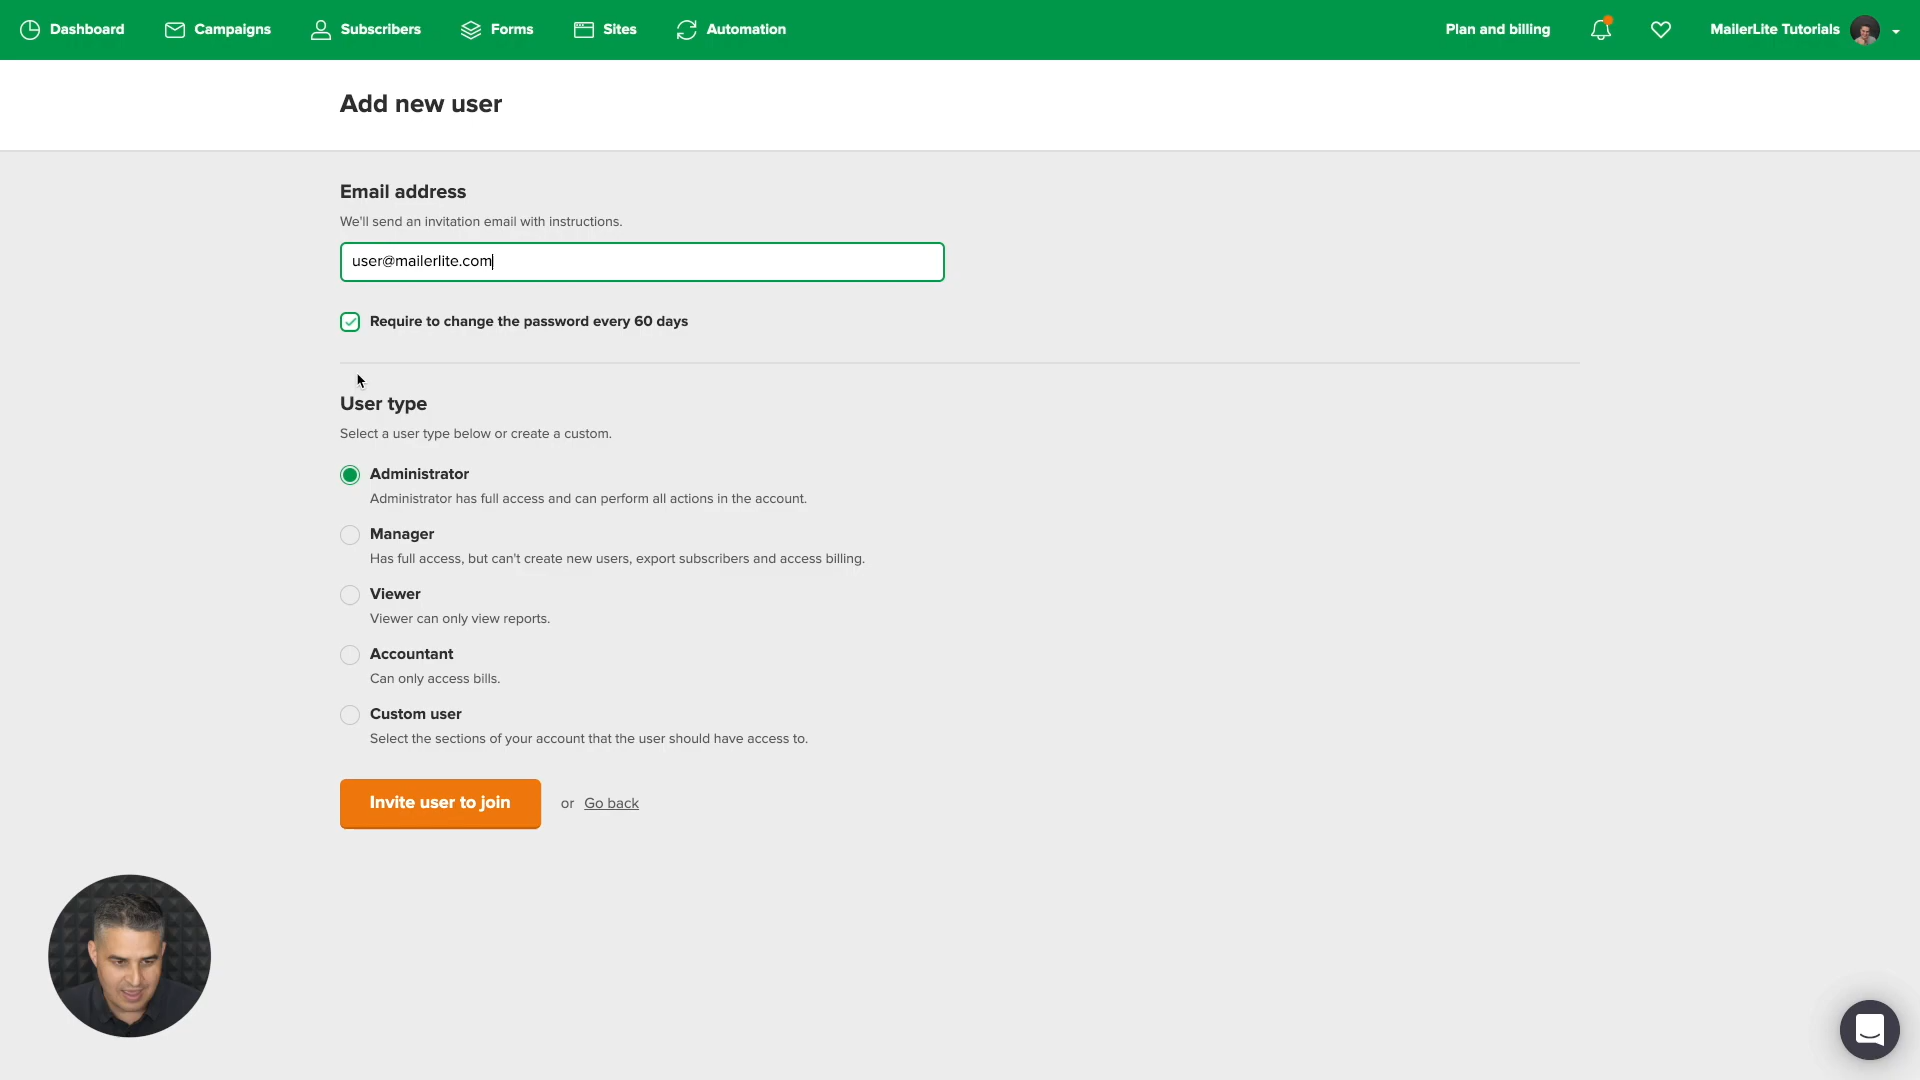 Dashboard
Campaigns
Subscribers
Forms
Sites
Automation
Plan and billing
MailerLite Tutorials
Add new user
Email address
We'll send an invitation email with instructions.
user@mailerlite.com
Require to change the password every 60 days
User type
Select a user type below or create a custom.
Administrator
Administrator has full access and can perform all actions in the account.
Manager
Has full access, but can't create new users, export subscribers and access billing.
Viewer
Viewer can only view reports.
Accountant
Can only access bills.
Custom user
Select the sections of your account that the user should have access to.
Invite user to join
or Go back